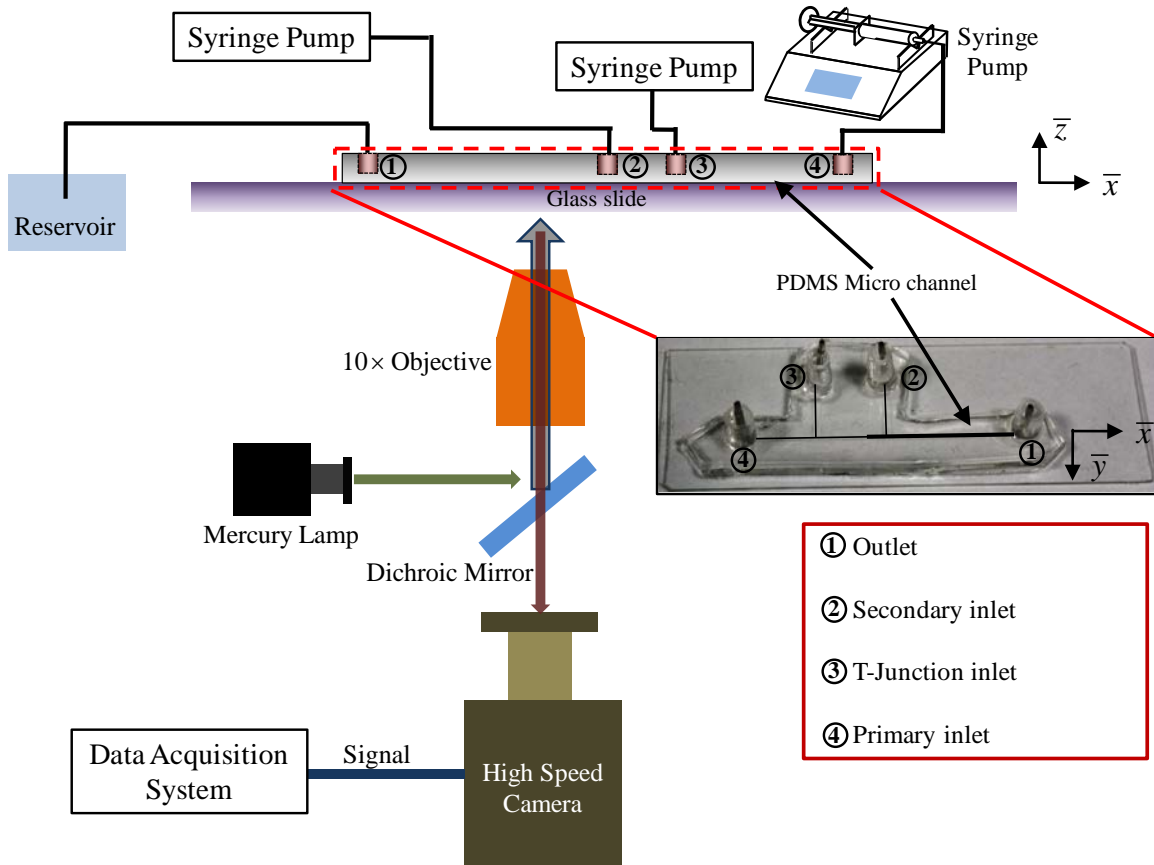 Syringe Pump
Syringe Pump
Syringe
Pump
z̅
x̅
① ② ③ ④
Glass slide
Reservoir
PDMS Micro channel
10× Objective
③ ②
④ ①
x̅
y̅
Mercury Lamp
Dichroic Mirror
① Outlet
② Secondary inlet
③ T-Junction inlet
④ Primary inlet
Data Acquisition
System
Signal
High Speed
Camera